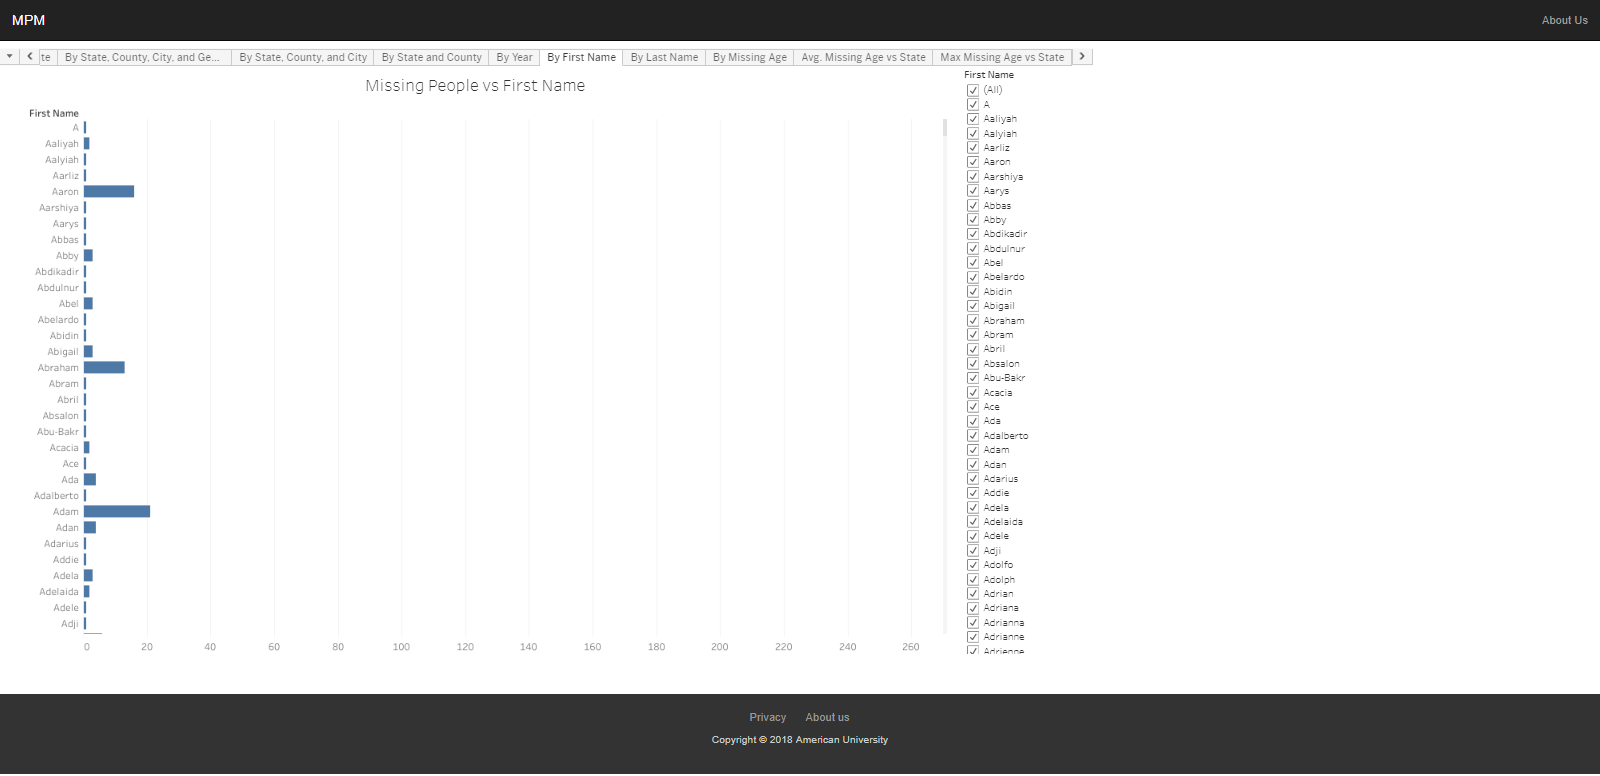 MPM
About Us
te
By State, County, City, and Ge...
By State, County, and City
By State and County
By Year
By First Name
By Last Name
By Missing Age
Avg. Missing Age vs State
Max Missing Age vs State
Missing People vs First Name
First Name
A
Aaliyah
Aalyiah
Aarliz
Aaron
Aarshiya
Aarys
Abbas
Abby
Abdikadir
Abdulnur
Abel
Abelardo
Abidin
Abigail
Abraham
Abram
Abril
Absalon
Abu-Bakr
Acacia
Ace
Ada
Adalberto
Adam
Adan
Adarius
Addie
Adela
Adelaida
Adele
Adji
0 20 40 60 80 100 120 140 160 180 200 220 240 260
First Name
(All)
A
Aaliyah
Aalyiah
Aarliz
Aaron
Aarshiya
Aarys
Abbas
Abby
Abdikadir
Abdulnur
Abel
Abelardo
Abidin
Abigail
Abraham
Abram
Abril
Absalon
Abu-Bakr
Acacia
Ace
Ada
Adalberto
Adam
Adan
Adarius
Addie
Adela
Adelaida
Adele
Adji
Adolfo
Adolph
Adrian
Adriana
Adrianna
Adrianne
Adrienne
Privacy About us
Copyright © 2018 American University